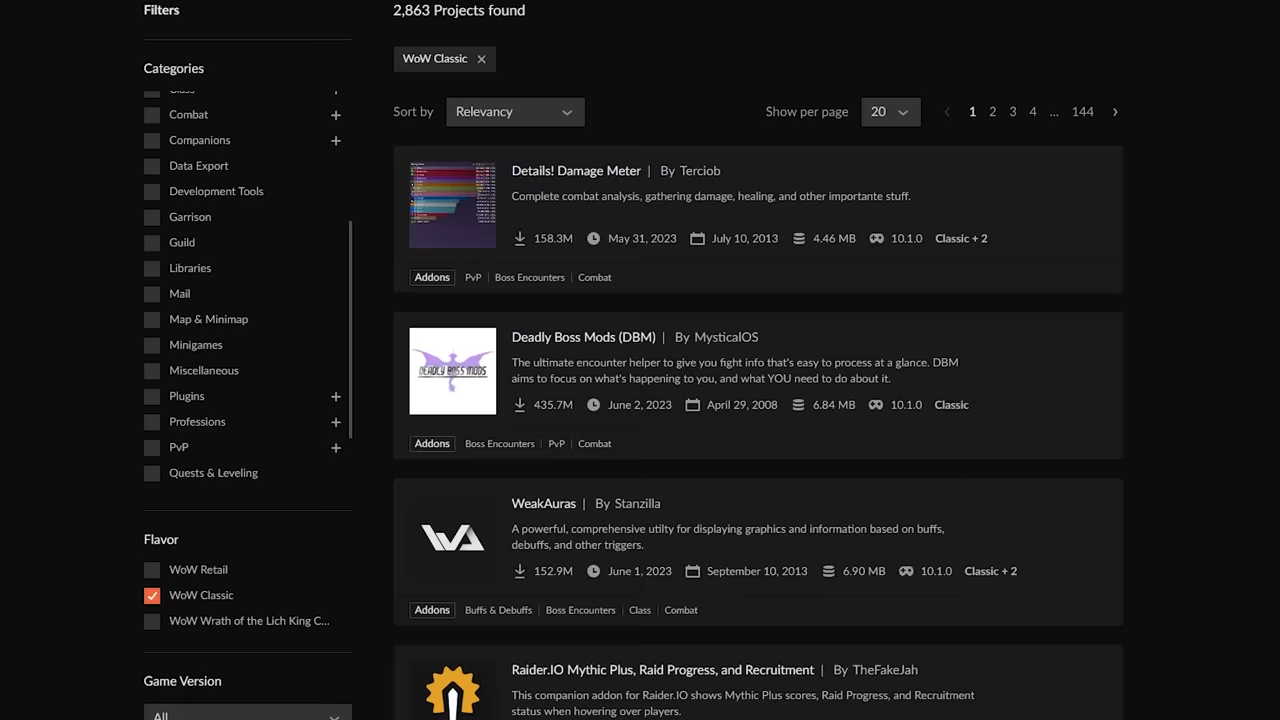 Filters
2,863 Projects found
WoW Classic
Categories
Class
Combat
Companions
Data Export
Development Tools
Garrison
Guild
Libraries
Mail
Map & Minimap
Minigames
Miscellaneous
Plugins
Professions
PvP
Quests & Leveling
Flavor
WoW Retail
WoW Classic
WoW Wrath of the Lich King C...
Game Version
All
Sort by Relevancy
Show per page 20 1 2 3 4 ... 144
Details! Damage Meter | By Terciob
Complete combat analysis, gathering damage, healing, and other importante stuff.
158.3M May 31, 2023 July 10, 2013 4.46 MB 10.1.0 Classic + 2
Addons PvP | Boss Encounters | Combat
Deadly Boss Mods (DBM) | By MysticalOS
DEADLY BOSS MODS
The ultimate encounter helper to give you fight info that's easy to process at a glance. DBM
aims to focus on what's happening to you, and what YOU need to do about it.
435.7M June 2, 2023 April 29, 2008 6.84 MB 10.1.0 Classic
Addons Boss Encounters | PvP | Combat
WeakAuras | By Stanzilla
WA
A powerful, comprehensive utilty for displaying graphics and information based on buffs,
debuffs, and other triggers.
152.9M June 1, 2023 September 10, 2013 6.90 MB 10.1.0 Classic + 2
Addons Buffs & Debuffs | Boss Encounters | Class | Combat
Raider.IO Mythic Plus, Raid Progress, and Recruitment | By TheFakeJah
This companion addon for Raider.IO shows Mythic Plus scores, Raid Progress, and Recruitment
status when hovering over players.